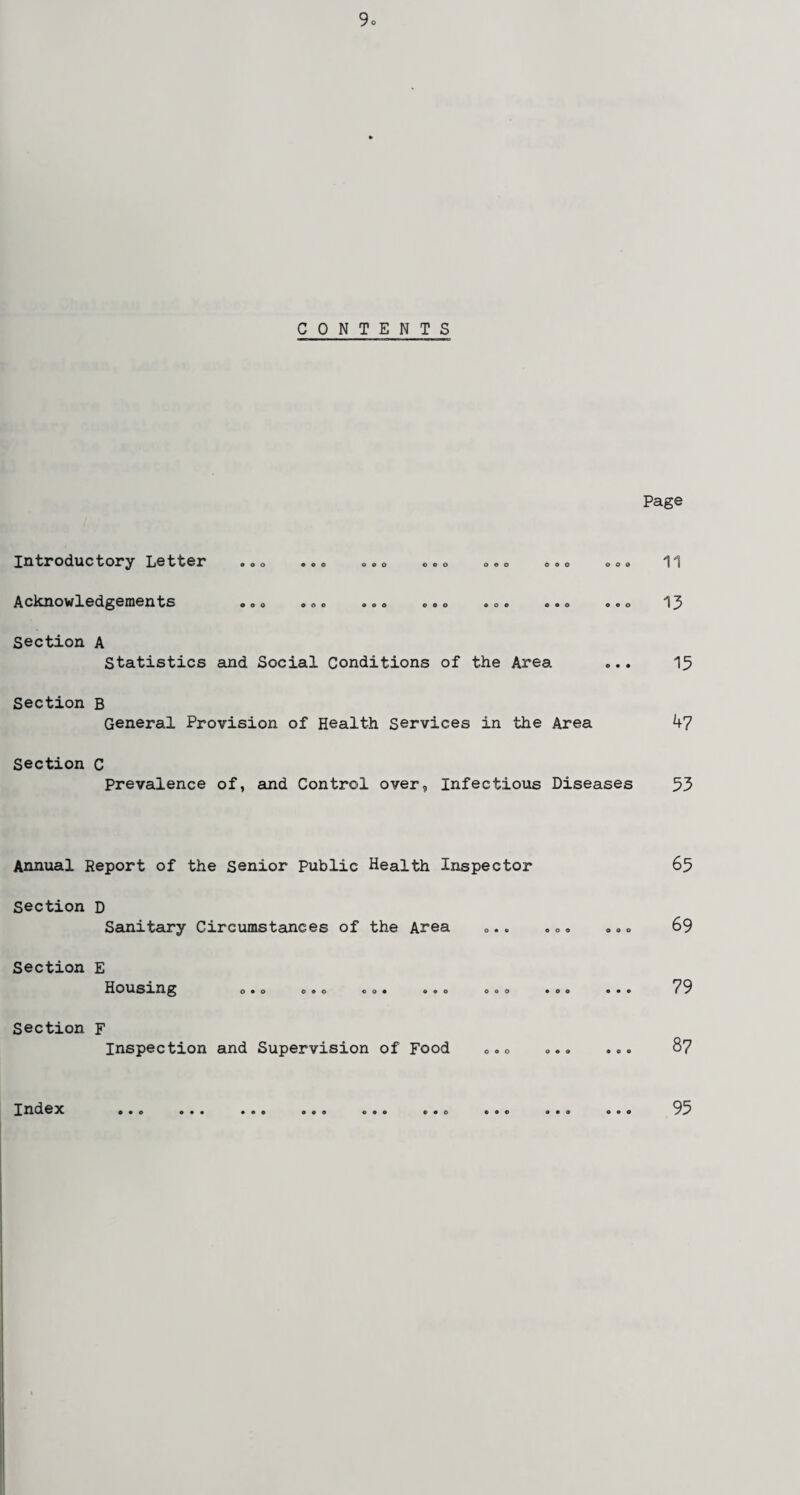 9.
CONTENTS
Page
Introductory Letter ... ... ... ... ... ... ... 11
Acknowledgements ... ... ... ... ... ... ... 13
Section A
Statistics and Social Conditions of the Area ... 15
Section B
General Provision of Health Services in the Area 47
Section C
Prevalence of, and Control over, Infectious Diseases 53
Annual Report of the Senior Public Health Inspector 65
Section D
Sanitary Circumstances of the Area ... ... ... 69
Section E
Housing ... ... ... ... ... ... ... 79
Section F
Inspection and Supervision of Food ... ... ... 87
Index ... ... ... ... ... ... ... ... ... 95